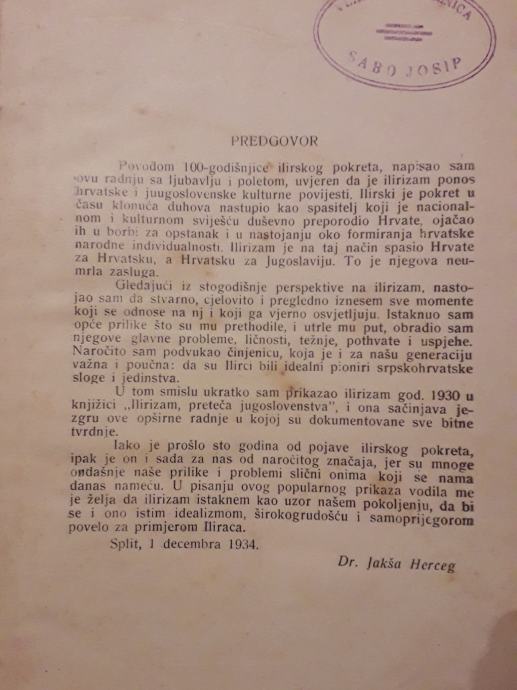 NICA
SABO JOSIP
PREDGOVOR
Povodom 100-godišnjice ilirskog pokreta, napisao sam
ovu radnju sa ljubavlju i poletom, uvjeren da je ilirizam ponos
hrvatske i juugoslovenske kulturne povijesti. Ilirski je pokret u
času klonuća duhova nastupio kao spasitelj koji je nacional-
nom i kulturnom sviješću duševno preporodio Hrvate, ojačao
ih u borbi za opstanak i u nastojanju oko formiranja hrvatske
narodne individualnosti. Ilirizam je na taj način spasio Hrvate
za Hrvatsku, a Hrvatsku za Jugoslaviju. To je njegova neu-
mrla zasluga.
Gledajući iz stogodišnje perspektive na ilirizam, nasto-
jao sam da stvarno, cjelovito i pregledno iznesem sve momente
koji se odnose na nj i koji ga vjerno osvjetljuju. Istaknuo sam
opće prilike što su mu prethodile, i utrle mu put, obradio sam
njegove glavne probleme, ličnosti, težnje, pothvate i uspjehe.
Naročito sam podvukao činjenicu, koja je i za našu generaciju
važna i poučna: da su Ilirci bili idealni pioniri srpskohrvatske
sloge i jedinstva.
U tom smislu ukratko sam prikazao ilirizam god. 1930 u
knjižici „Ilirizam, preteča jugoslovenstva", i ona sačinjava je-
zgru ove opširne radnje u kojoj su dokumentovane sve bitne
tvrdnje.
Iako je prošlo sto godina od pojave ilirskog pokreta,
ipak je on i sada za nas od naročitog značaja, jer su mnoge
ondašnje naše prilike i problemi slični onima koji se nama
danas nameću. U pisanju ovog popularnog prikaza vodila me
je želja da ilirizam istaknem kao uzor našem pokoljenju, da bi
se i ono istim idealizmom, širokogrudošću i samoprijegorom
povelo za primjerom Iliraca.
Split, 1 decembra 1934.
Dr. Jakša Herceg